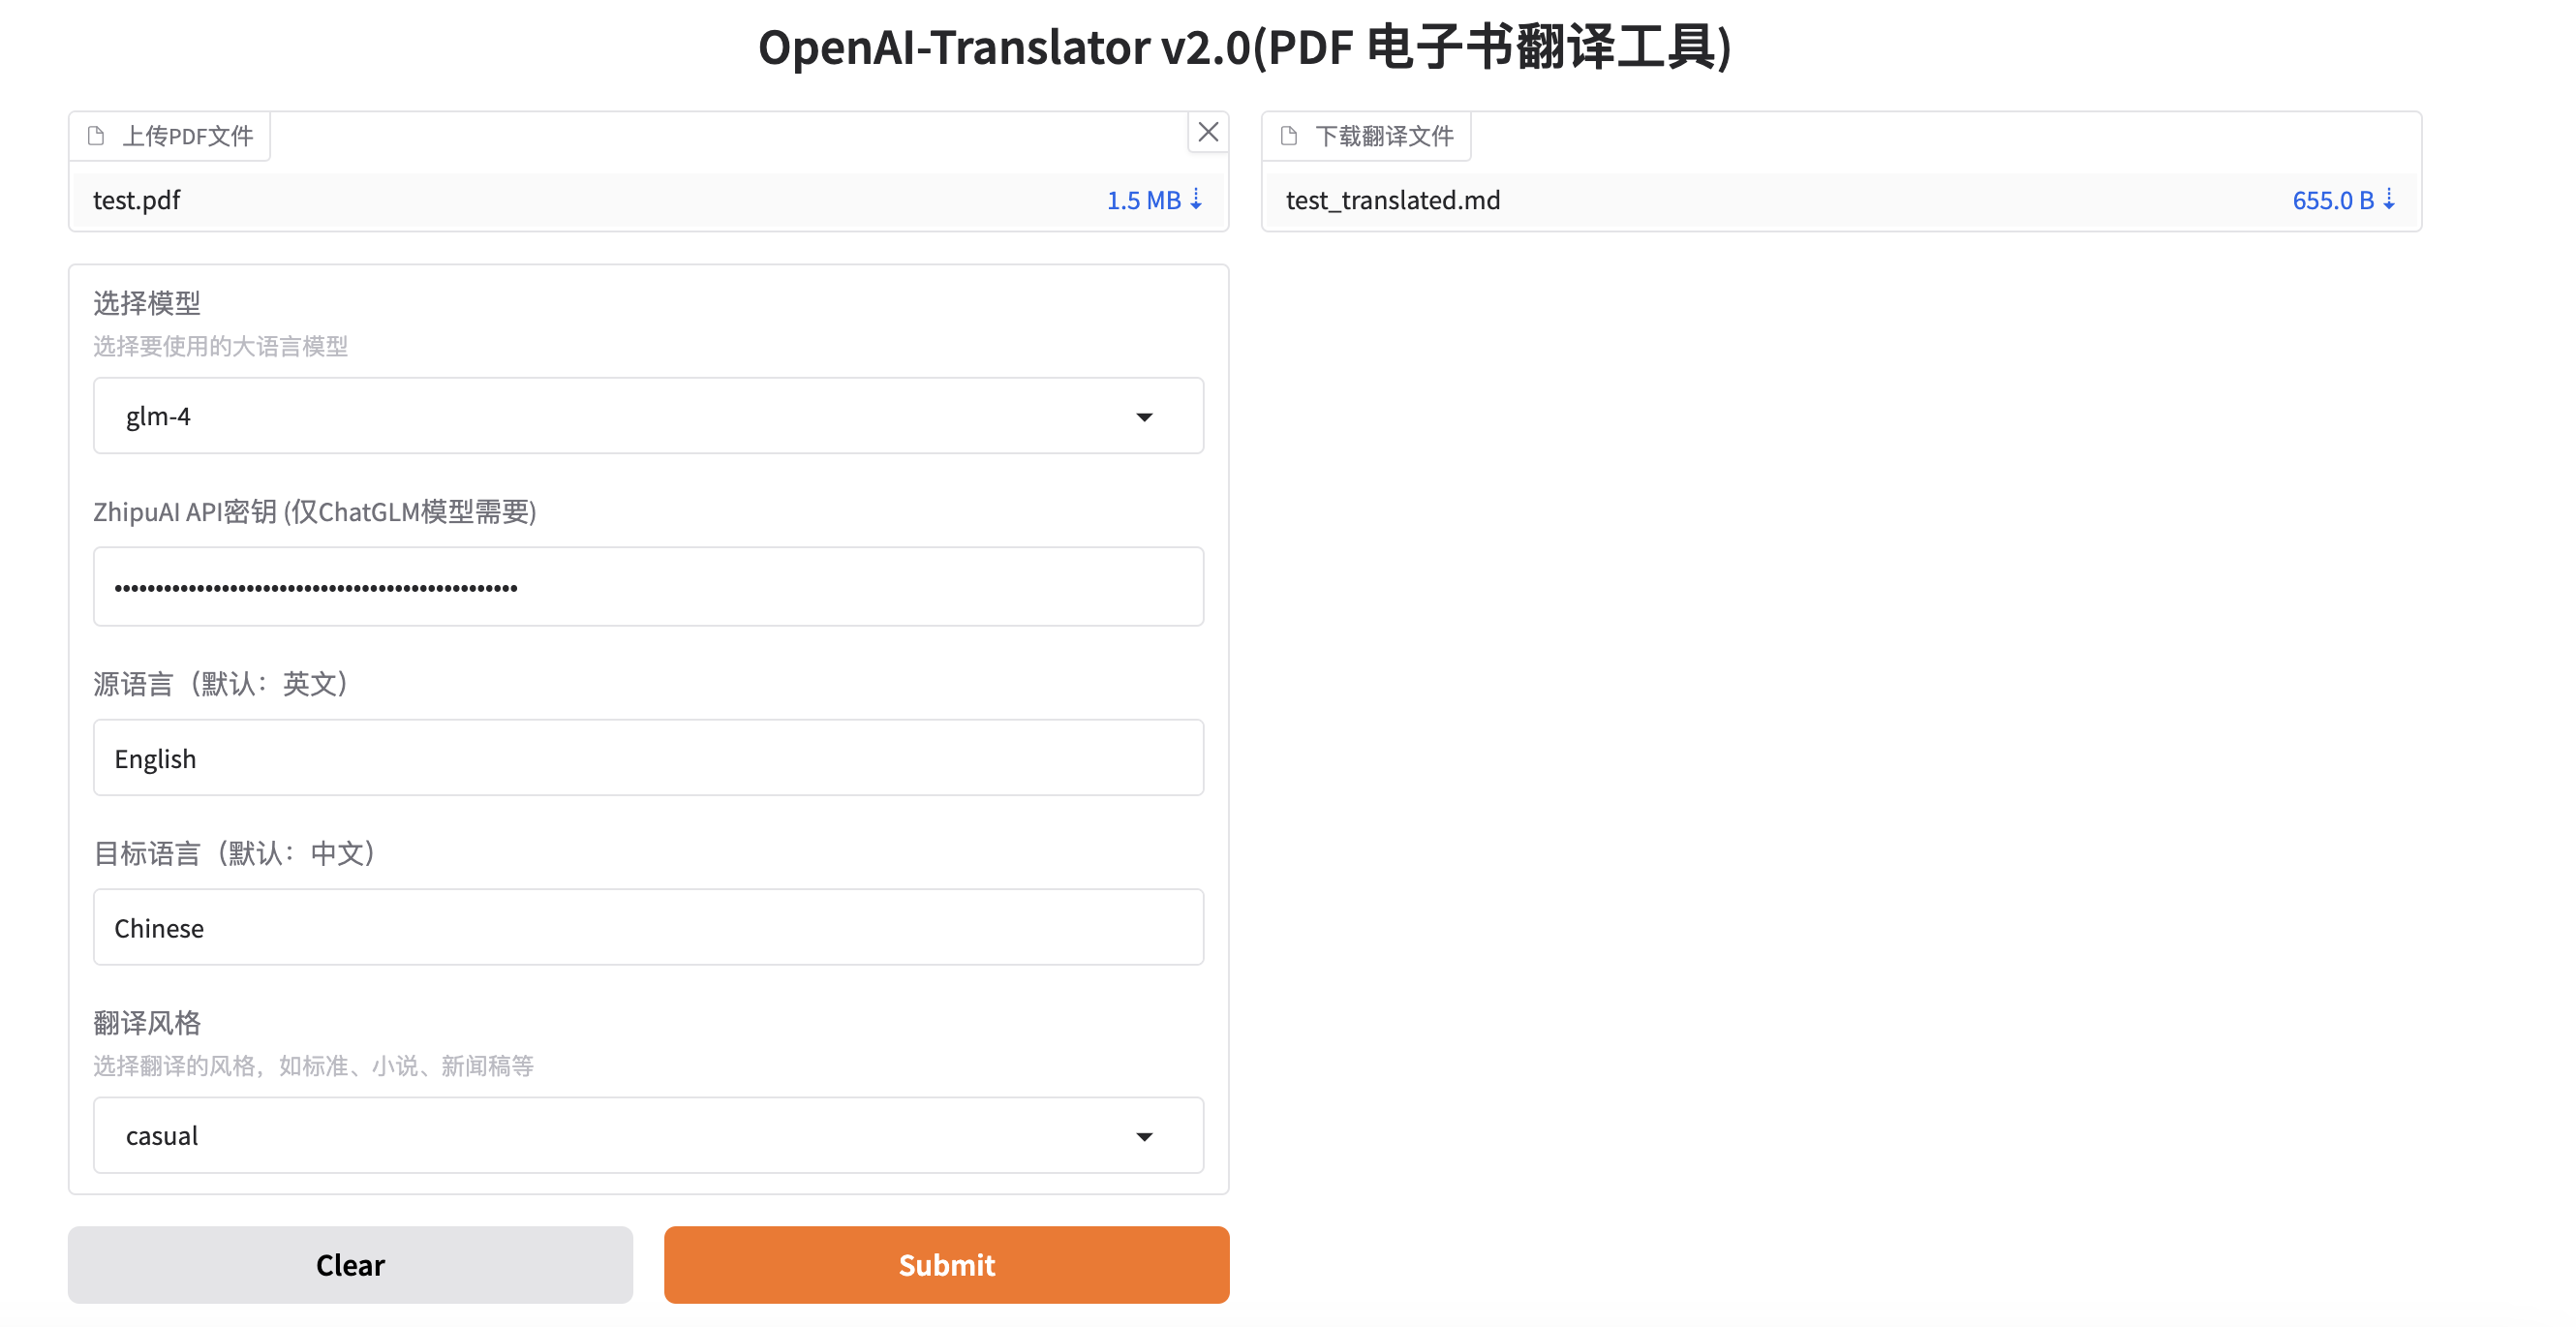 OpenAI-Translator v2.0(PDF 电子书翻译工具)
上传PDF文件
test.pdf
1.5 MB ⇣
下载翻译文件
test_translated.md
655.0 B ⇣
选择模型
选择要使用的大语言模型
glm-4
ZhipuAI API密钥 (仅ChatGLM模型需要)
源语言（默认：英文）
English
目标语言（默认：中文）
Chinese
翻译风格
选择翻译的风格，如标准、小说、新闻稿等
casual
Clear
Submit